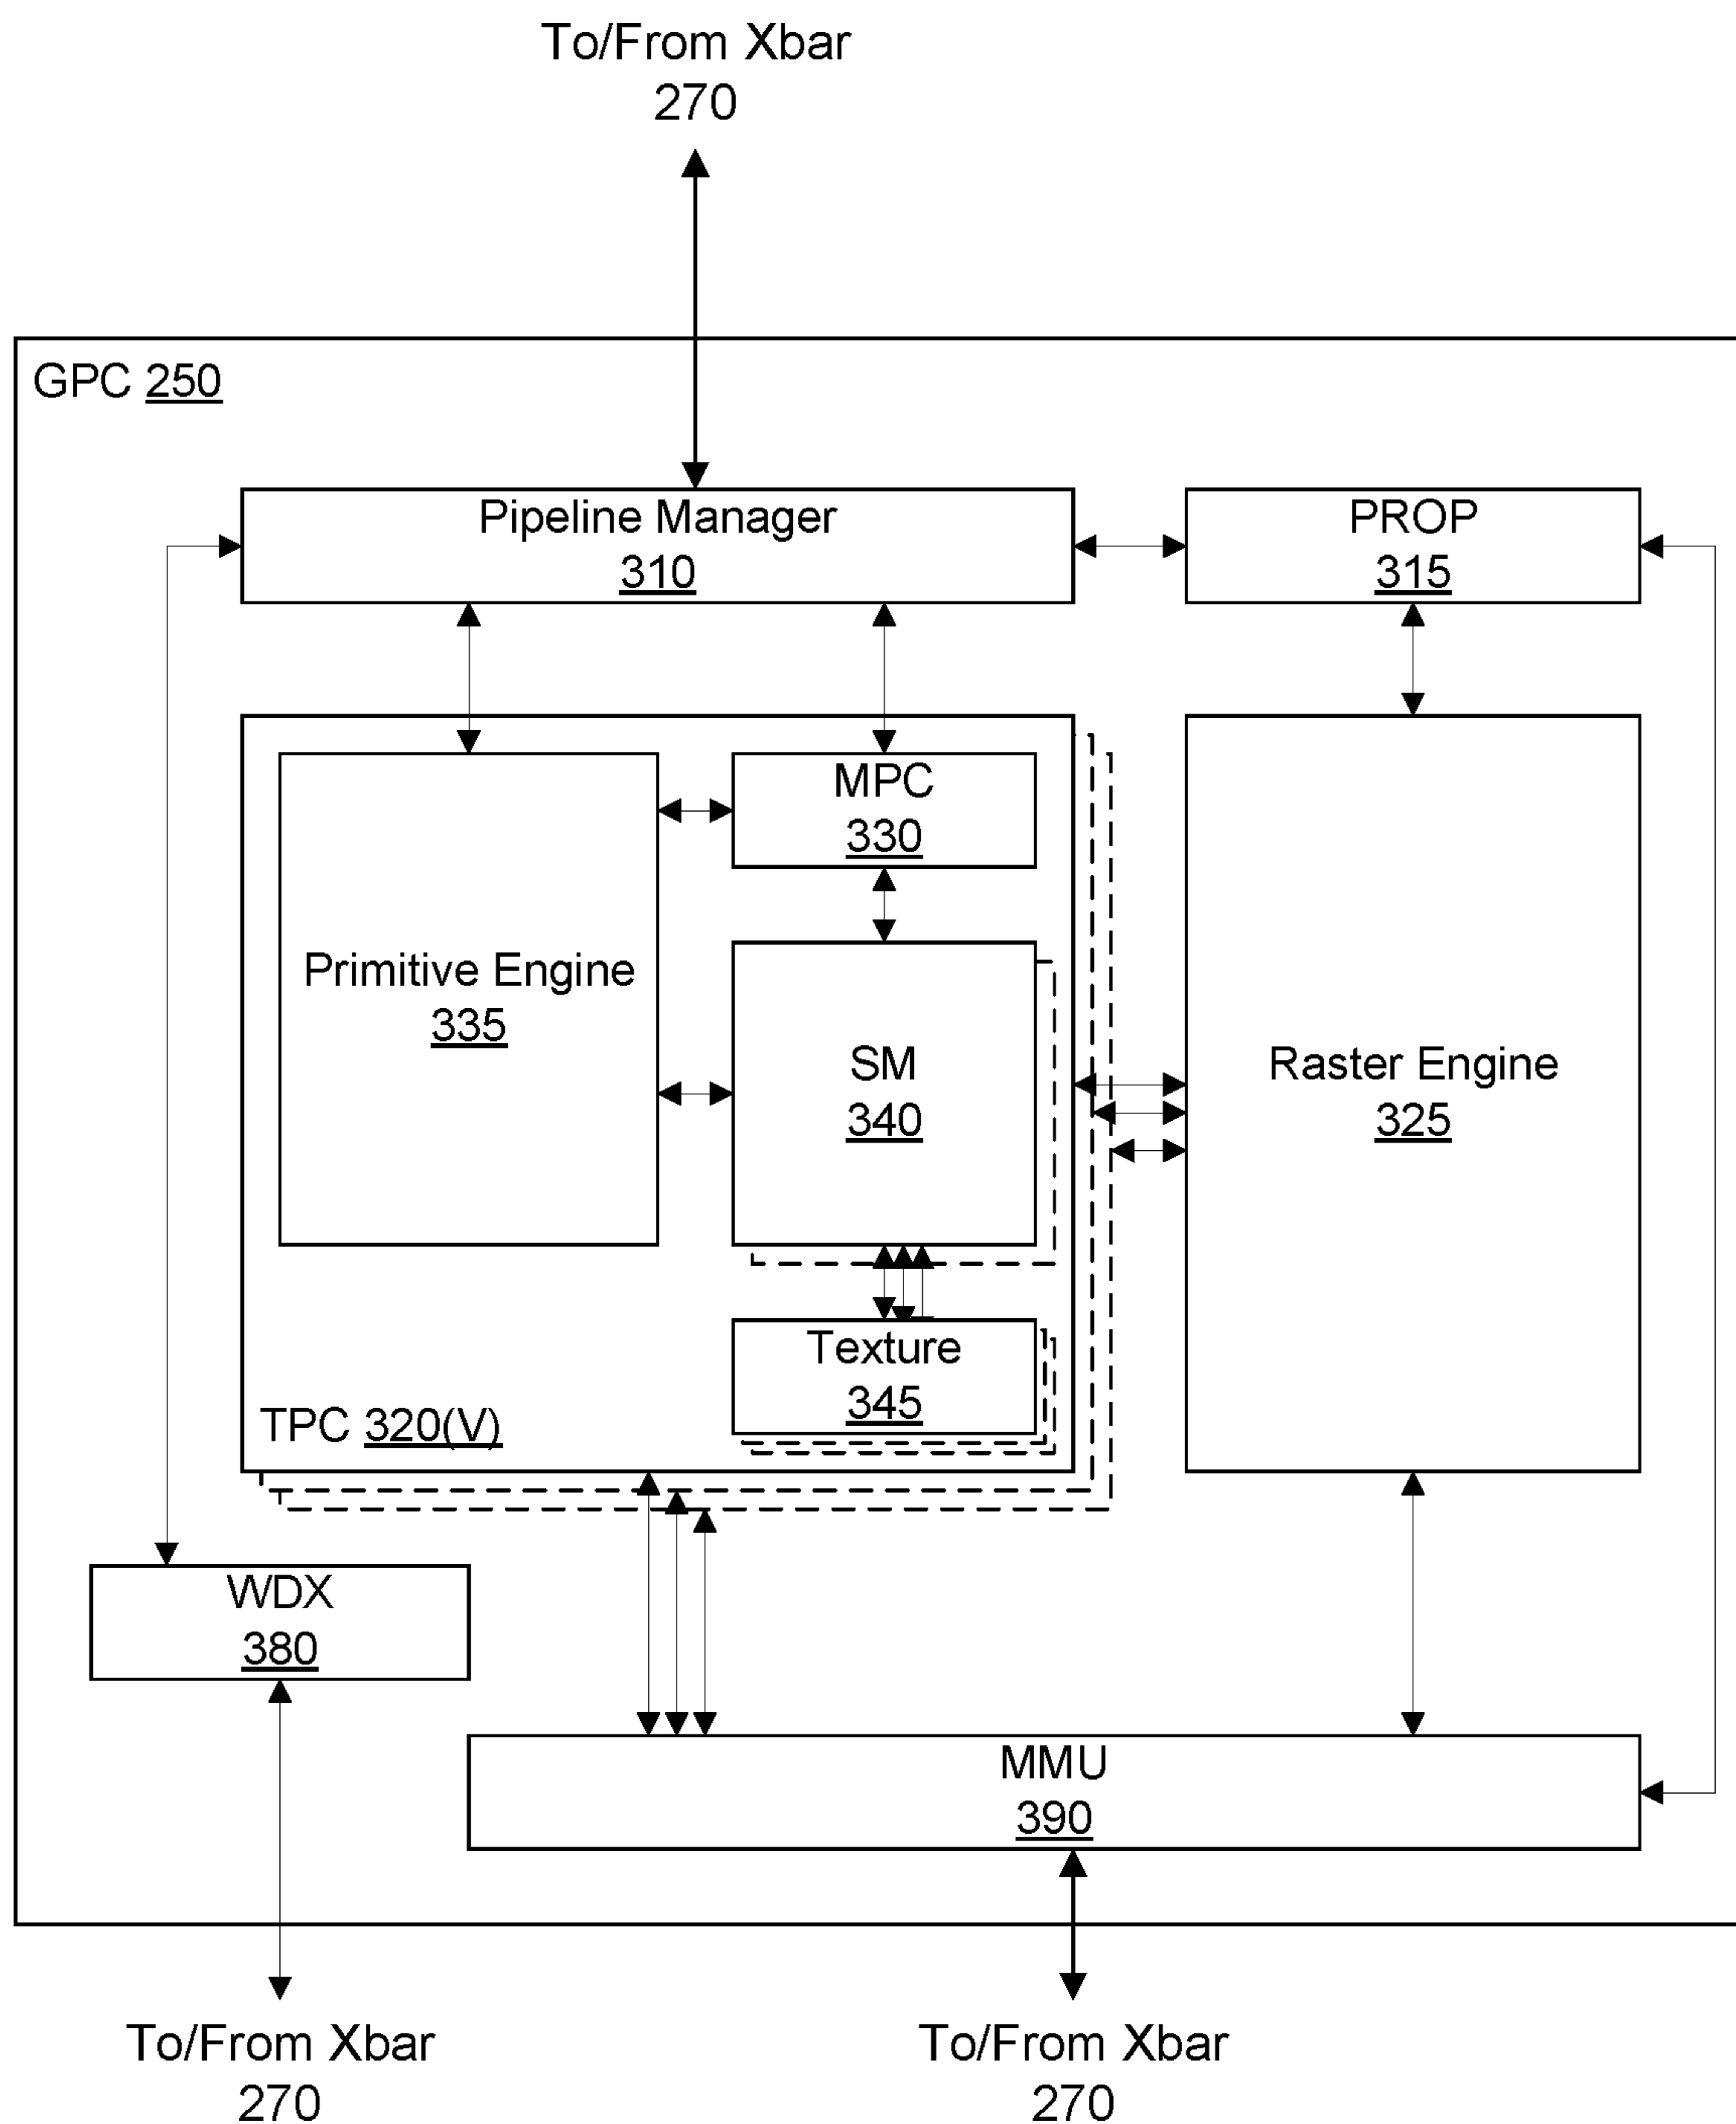 To/From Xbar
270
GPC 250
Pipeline Manager
310
PROP
315
MPC
330
Primitive Engine
335
SM
340
Raster Engine
325
Texture
345
TPC 320(V)
WDX
380
MMU
390
To/From Xbar
270
To/From Xbar
270